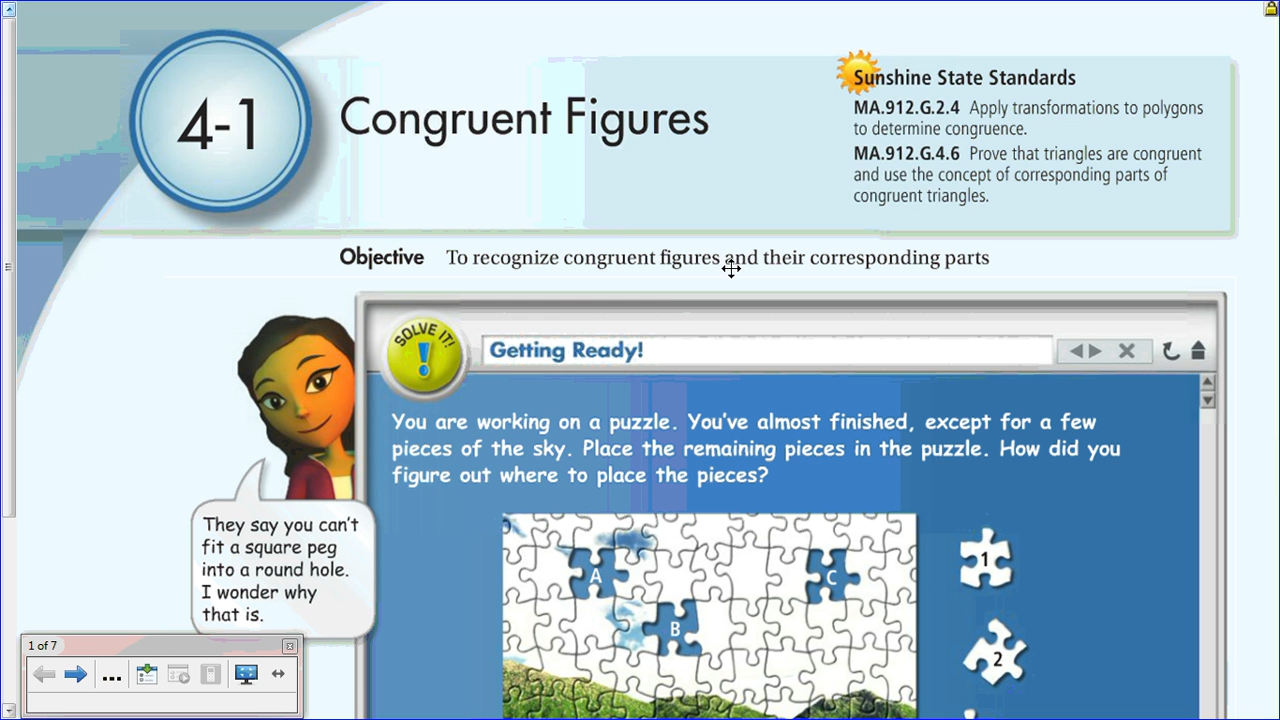 4-1
Congruent Figures
Sunshine State Standards
MA.912.G.2.4 Apply transformations to polygons
to determine congruence.
MA.912.G.4.6 Prove that triangles are congruent
and use the concept of corresponding parts of
congruent triangles.
Objective To recognize congruent figures and their corresponding parts
SOLVE IT!
Getting Ready!
You are working on a puzzle. You've almost finished, except for a few
pieces of the sky. Place the remaining pieces in the puzzle. How did you
figure out where to place the pieces?
They say you can't
fit a square peg
into a round hole.
I wonder why
that is.
A
C
B
1
2
1 of 7